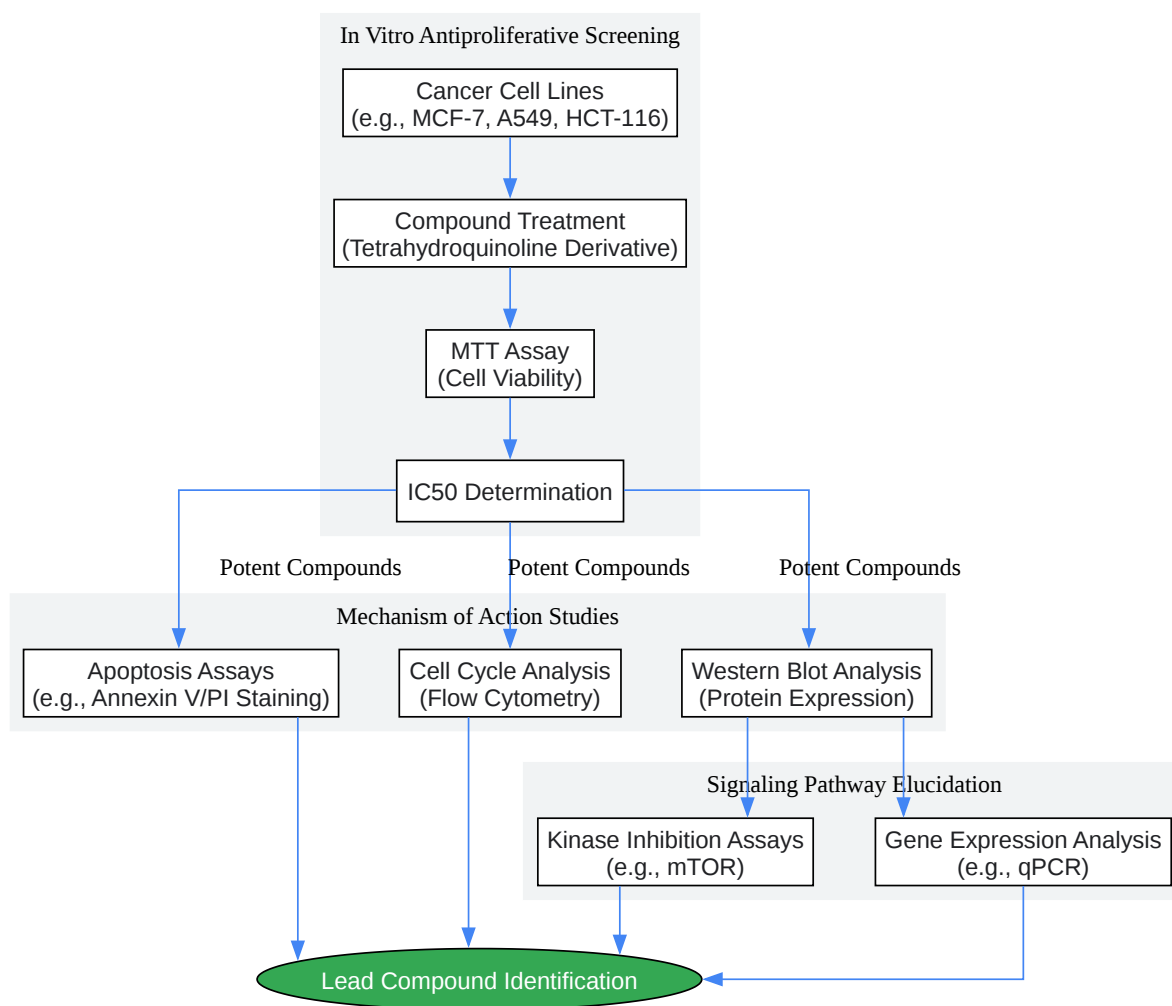 In Vitro Antiproliferative Screening
Cancer Cell Lines
(e.g., MCF-7, A549, HCT-116)
Compound Treatment
(Tetrahydroquinoline Derivative)
MTT Assay
(Cell Viability)
IC50 Determination
Potent Compounds
Potent Compounds
Potent Compounds
Mechanism of Action Studies
Apoptosis Assays
(e.g., Annexin V/PI Staining)
Cell Cycle Analysis
(Flow Cytometry)
Western Blot Analysis
(Protein Expression)
Signaling Pathway Elucidation
Kinase Inhibition Assays
(e.g., mTOR)
Gene Expression Analysis
(e.g., qPCR)
Lead Compound Identification